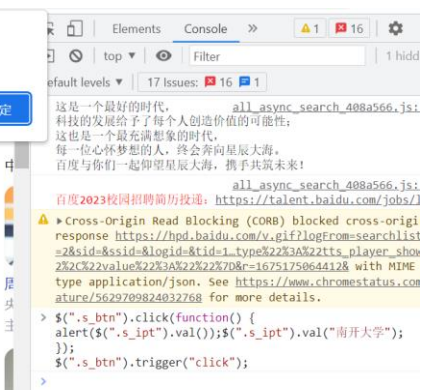 Elements Console » 1 16
top ▼ Filter 1 hidd
efault levels ▼ 17 Issues: 16 1
定
这是一个最好的时代， all_async_search_408a566.js:
科技的发展给予了每个人创造价值的可能性；
这也是一个最充满想象的时代，
每一位心怀梦想的人，终会奔向星辰大海。
百度与你们一起仰望星辰大海，携手共筑未来！
all_async_search_408a566.js:
百度2023校园招聘简历投递：https://talent.baidu.com/jobs/l
▶Cross-Origin Read Blocking (CORB) blocked cross-origi
response https://hpd.baidu.com/v.gif?logFrom=searchlist
=2&sid=&ssid=&logid=&tid=1…type%22%3A%22tts_player_show
2%2C%22value%22%3A%22%22%7D&r=1675175064412& with MIME
type application/json. See https://www.chromestatus.com
ature/5629709824032768 for more details.
> $(".s_btn").click(function() {
alert($(".s_ipt").val());$(".s_ipt").val("南开大学");
});
$(".s_btn").trigger("click");
>